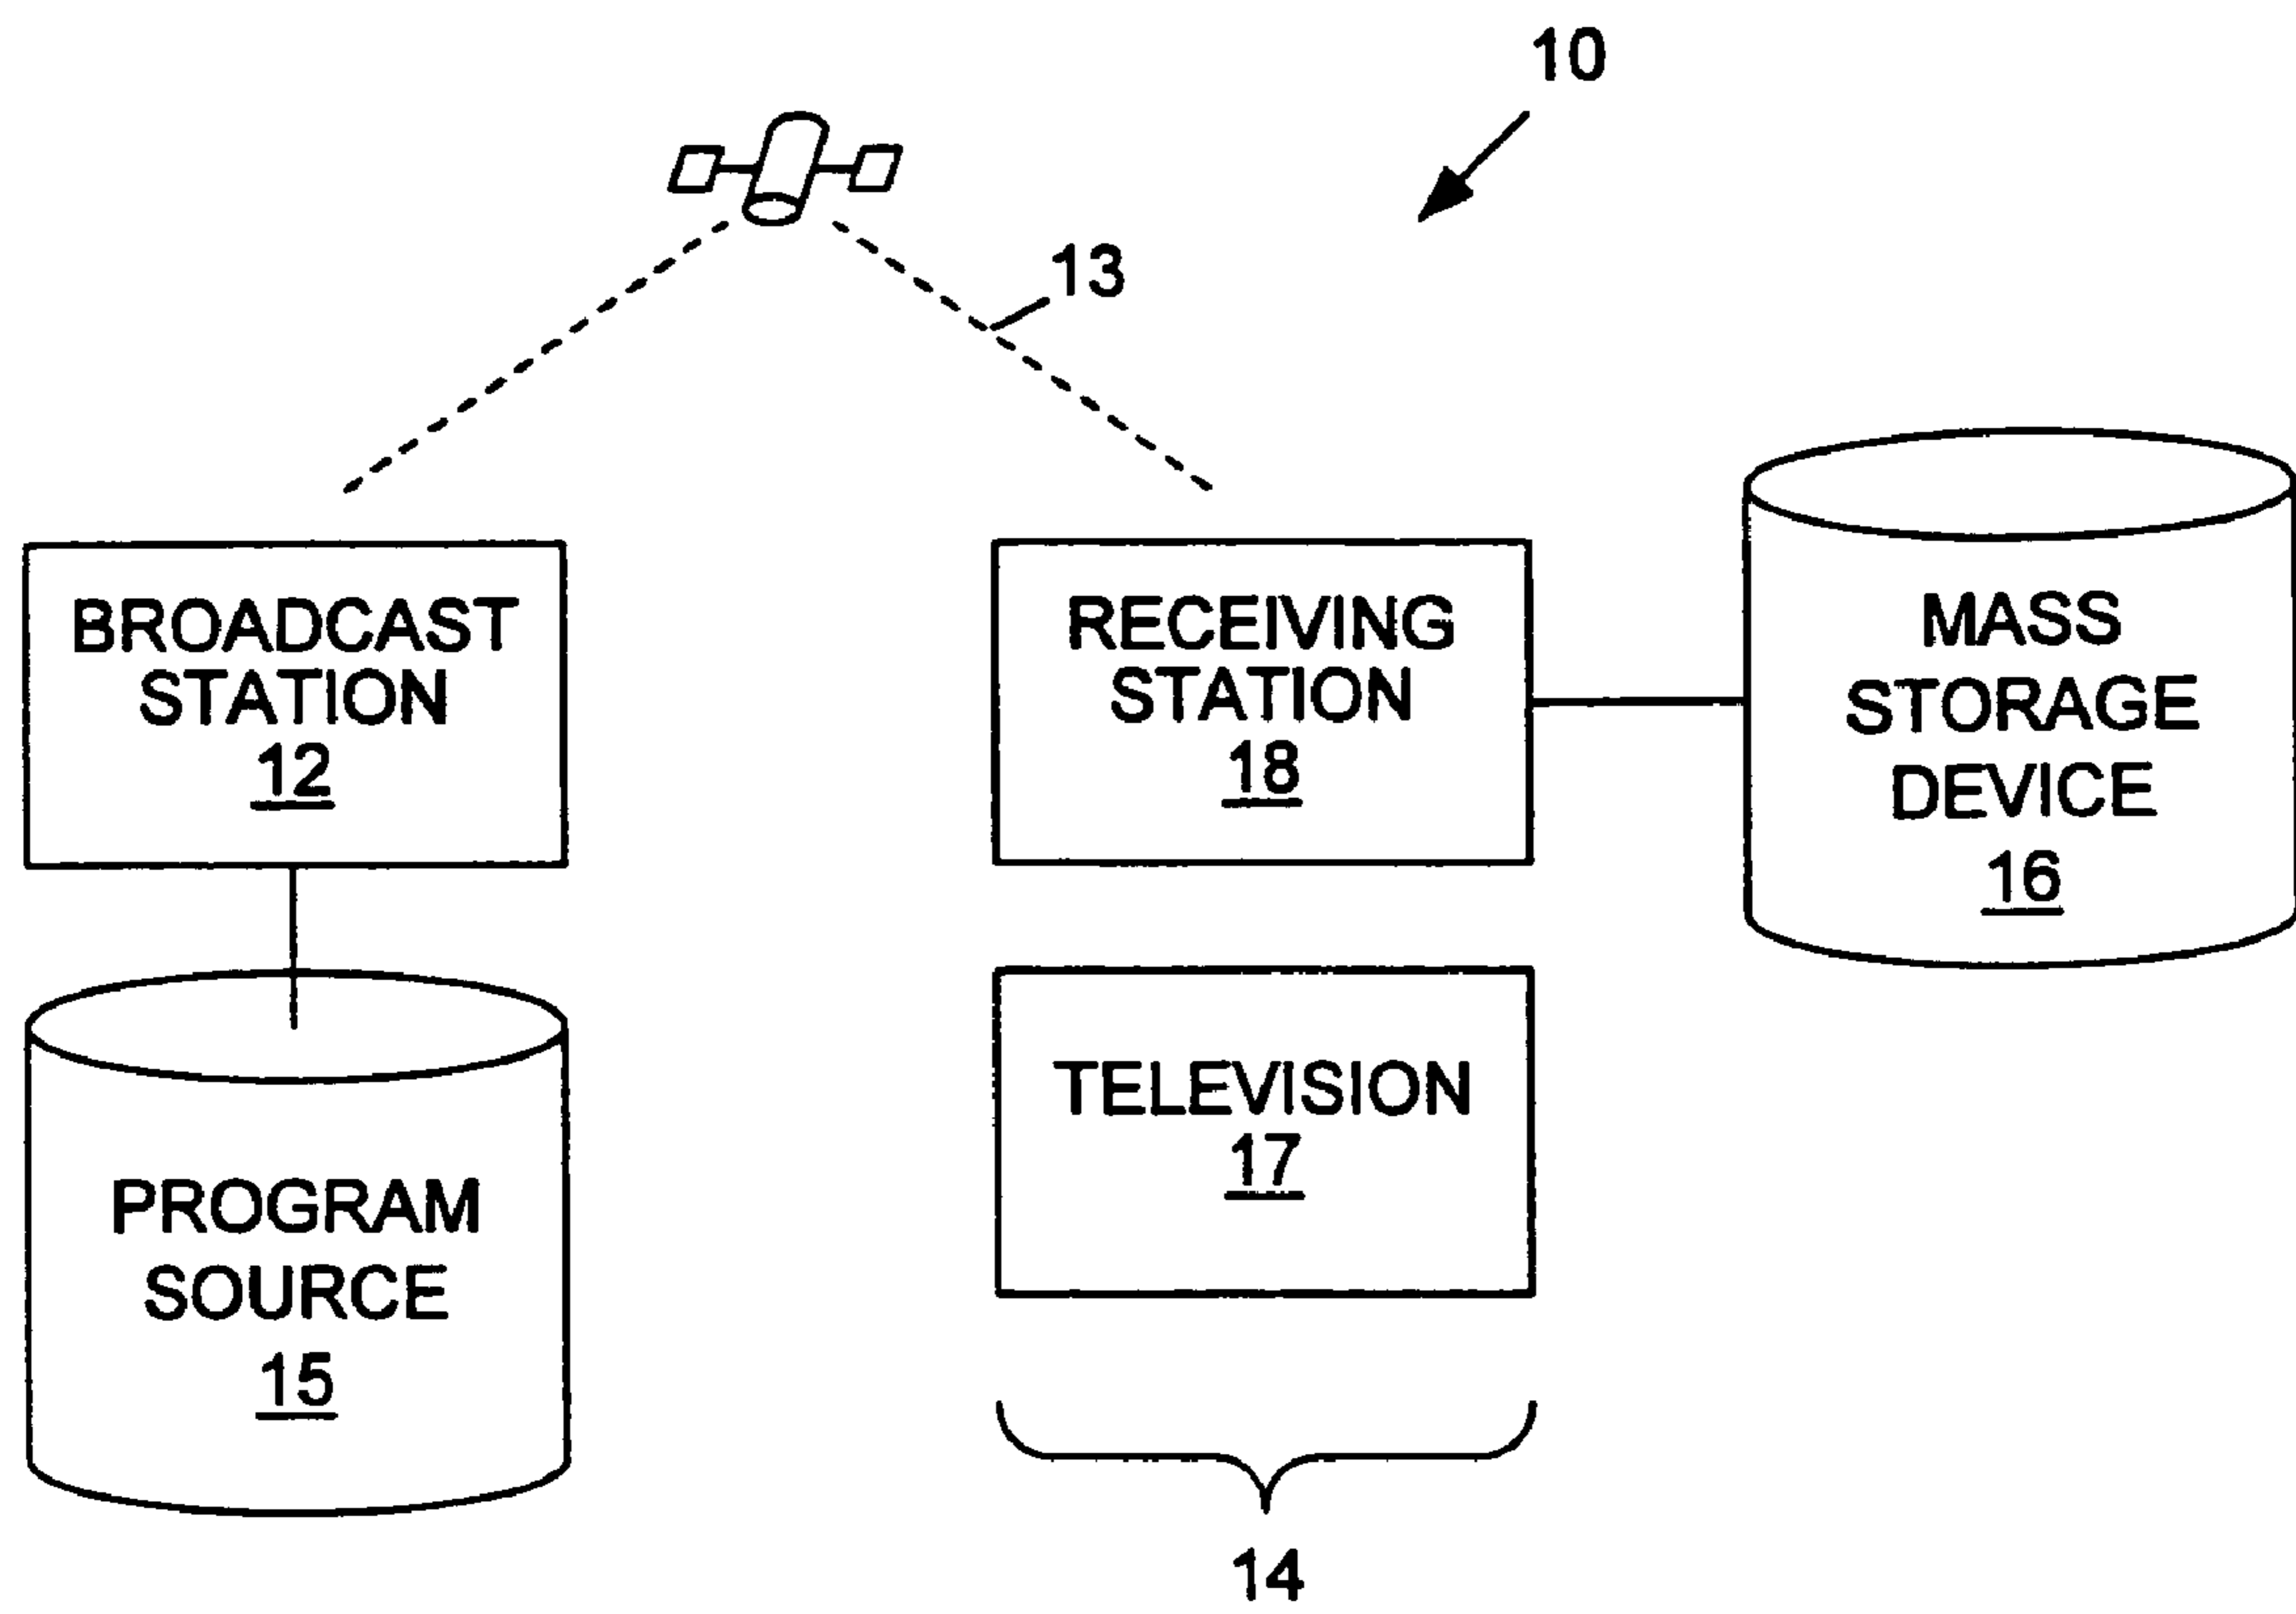 10
13
BROADCAST
STATION
12
RECEIVING
STATION
18
MASS
STORAGE
DEVICE
16
PROGRAM
SOURCE
15
TELEVISION
17
14